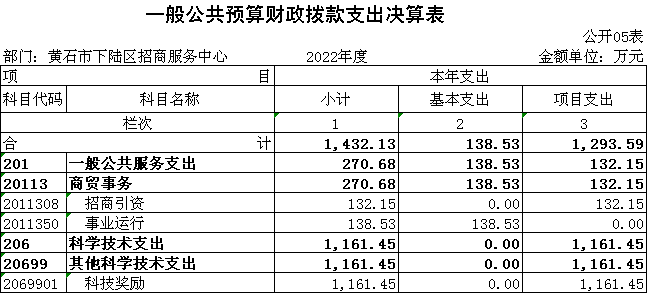 一般公共预算财政拨款支出决算表
公开05表
部门：黄石市下陆区招商服务中心 2022年度 金额单位：万元
项 目 本年支出
科目代码 科目名称 小计 基本支出 项目支出
栏次 1 2 3
合 计 1,432.13 138.53 1,293.59
201 一般公共服务支出 270.68 138.53 132.15
20113 商贸事务 270.68 138.53 132.15
2011308 招商引资 132.15 0.00 132.15
2011350 事业运行 138.53 138.53 0.00
206 科学技术支出 1,161.45 0.00 1,161.45
20699 其他科学技术支出 1,161.45 0.00 1,161.45
2069901 科技奖励 1,161.45 0.00 1,161.45